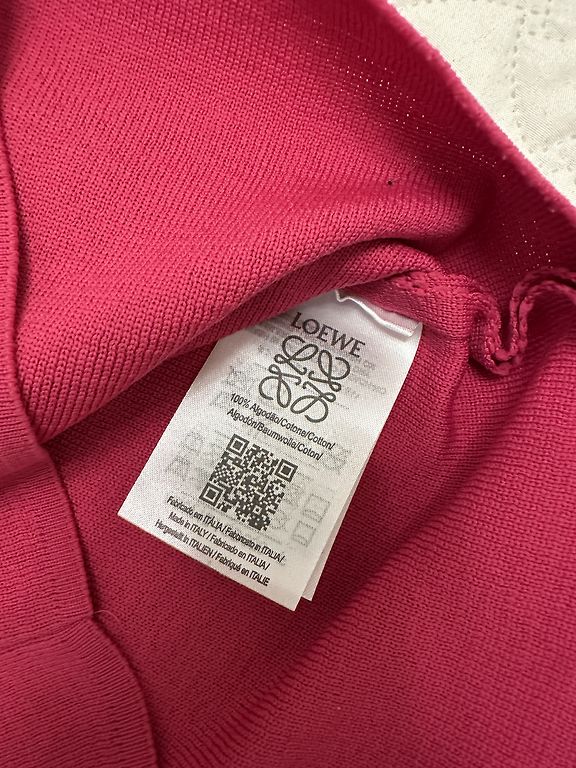 LOEWE
100% Algodão/Cotone/Cotton/
Algodón/Baumwolle/Coton/
Fabricado em ITÁLIA/Fabbricato in ITALIA/
Made in ITALY/Fabricado en ITALIA/
Hergestellt in ITALIEN/Fabriqué en ITALIE